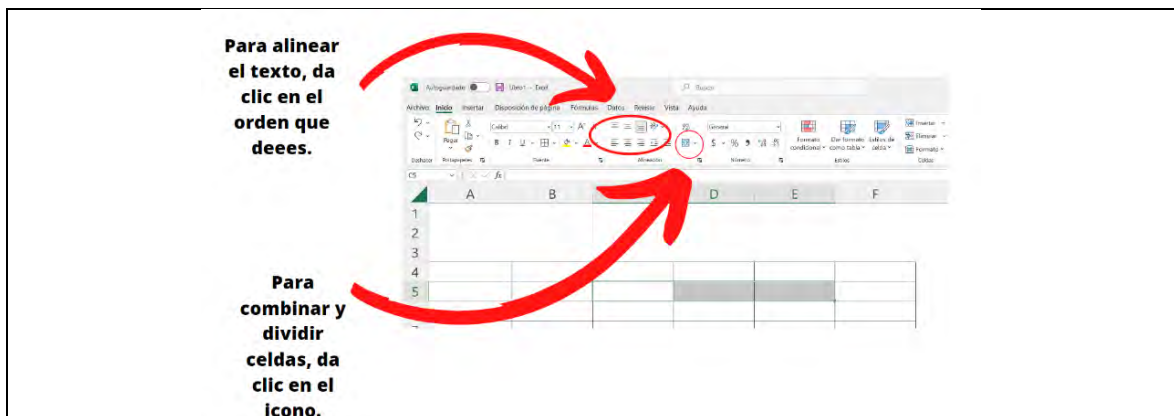 Para alinear
el texto, da
clic en el
orden que
deees.
Autoguardado
Libro1 - Excel
Buscar
Archivo Inicio Insertar Disposición de página Fórmulas Datos Revisar Vista Ayuda
Calibri 11 General
Pegar
N K S
$ % 
Formato condicional
Dar formato como tabla
Estilos de celda
Insertar
Eliminar
Formato
Deshacer Portapapeles Fuente Alineación Número Estilos Celdas
C5 fx
A B D E F
1
2
3
4
5
Para
combinar y
dividir
celdas, da
clic en el
icono.